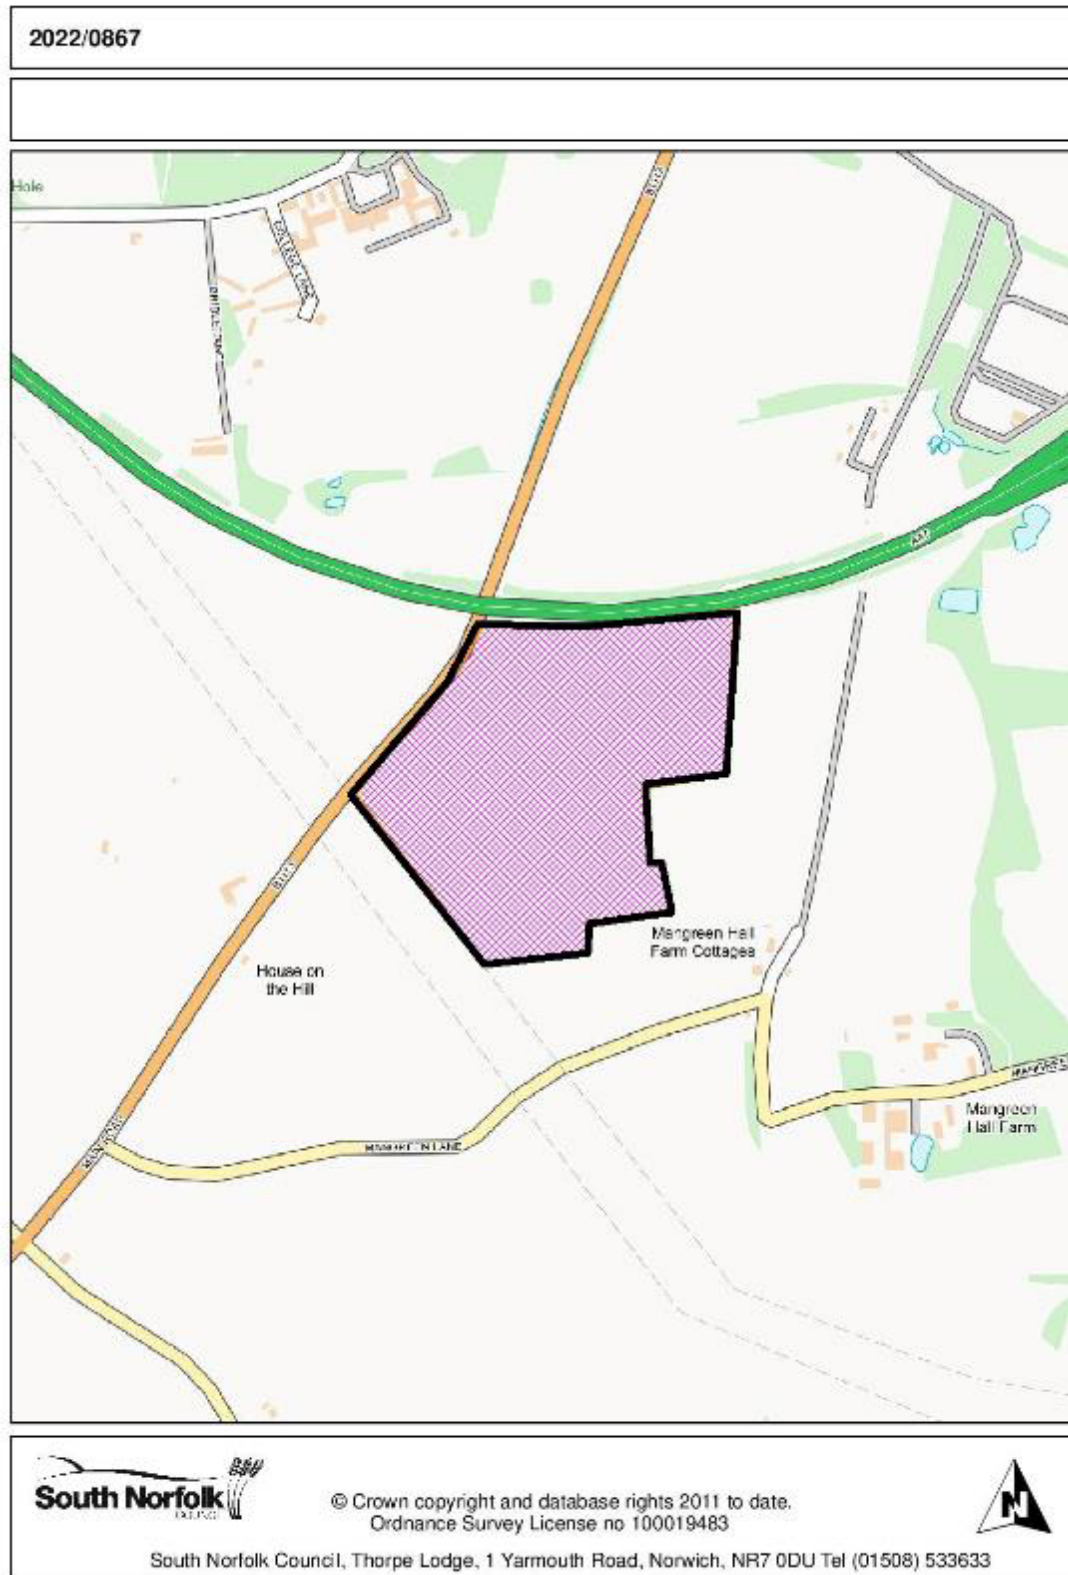 2022/0867
Hole
House on
the Hill
Mangreen Hall
Farm Cottages
MANGREEN LANE
Mangreen
Hall Farm
South Norfolk
COUNCIL
© Crown copyright and database rights 2011 to date.
Ordnance Survey License no 100019483
N
South Norfolk Council, Thorpe Lodge, 1 Yarmouth Road, Norwich, NR7 0DU Tel (01508) 533633